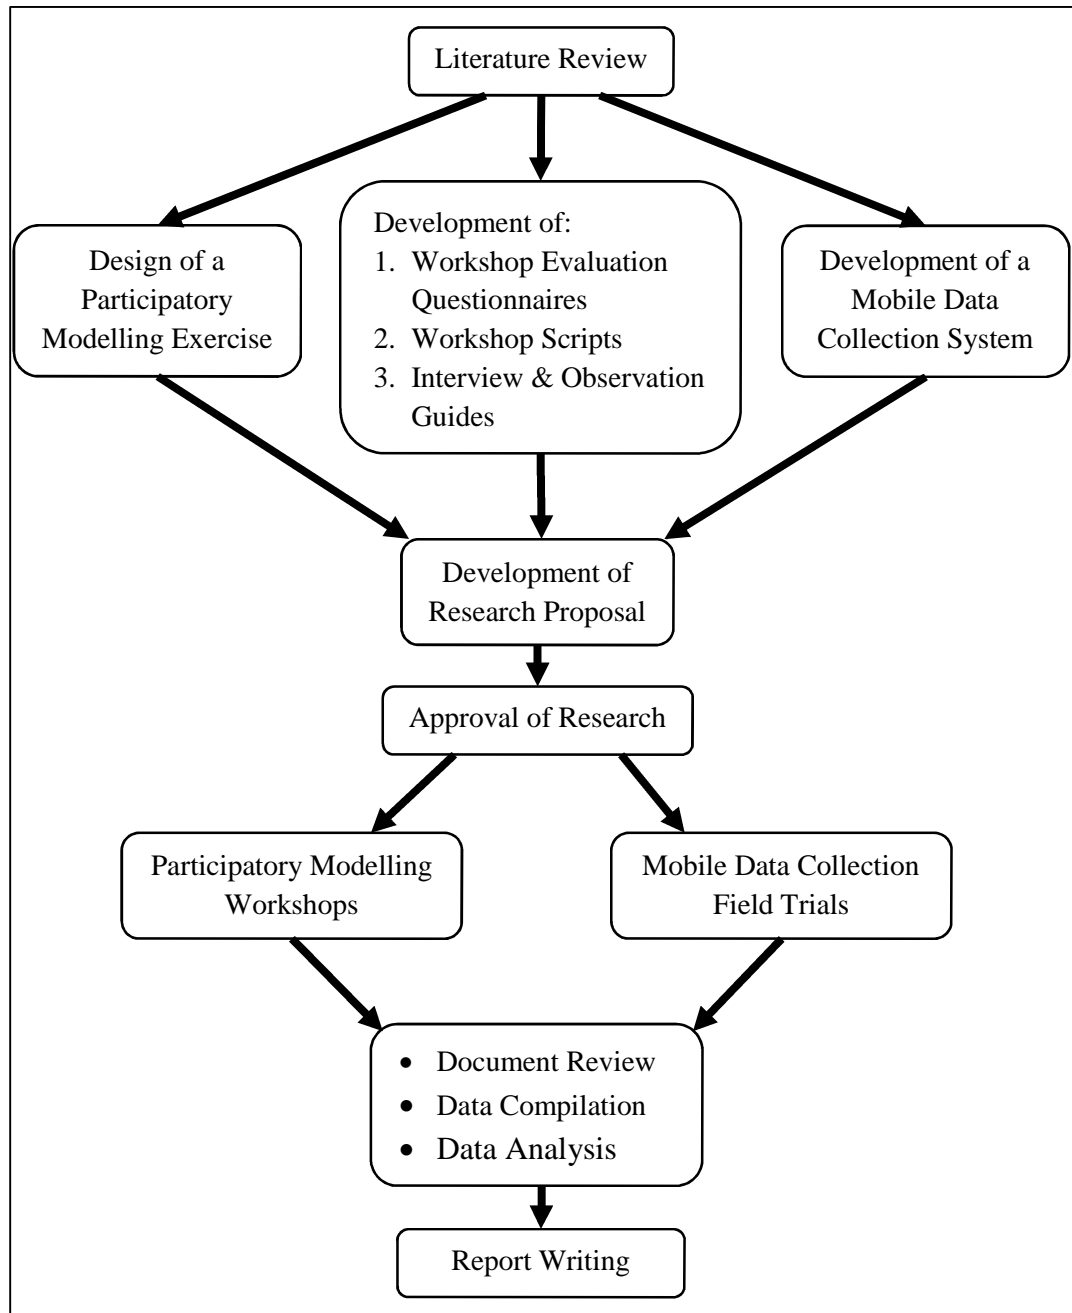 Literature Review
Design of a
Participatory
Modelling Exercise
Development of:
1. Workshop Evaluation
Questionnaires
2. Workshop Scripts
3. Interview & Observation
Guides
Development of a
Mobile Data
Collection System
Development of
Research Proposal
Approval of Research
Participatory Modelling
Workshops
Mobile Data Collection
Field Trials
• Document Review
• Data Compilation
• Data Analysis
Report Writing